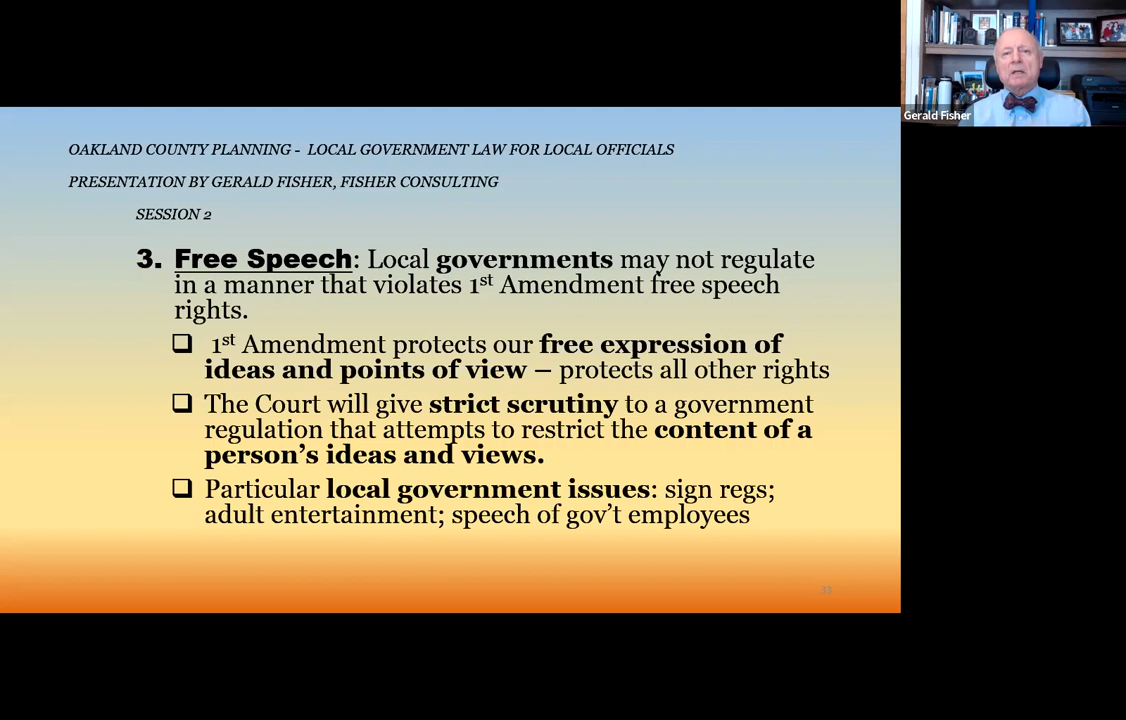 Gerald Fisher
OAKLAND COUNTY PLANNING - LOCAL GOVERNMENT LAW FOR LOCAL OFFICIALS
PRESENTATION BY GERALD FISHER, FISHER CONSULTING
SESSION 2
3. Free Speech: Local governments may not regulate
in a manner that violates 1st Amendment free speech
rights.
❑ 1st Amendment protects our free expression of
ideas and points of view – protects all other rights
❑ The Court will give strict scrutiny to a government
regulation that attempts to restrict the content of a
person’s ideas and views.
❑ Particular local government issues: sign regs;
adult entertainment; speech of gov’t employees